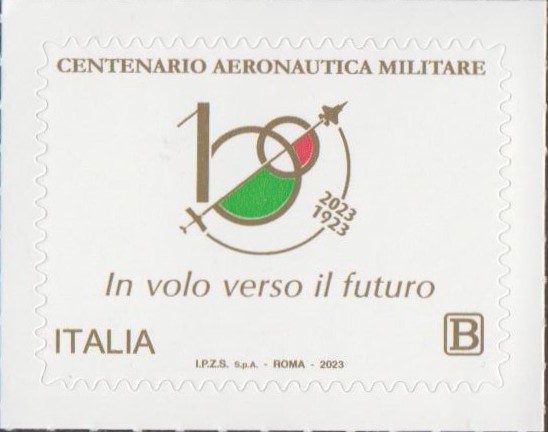 CENTENARIO AERONAUTICA MILITARE
100
2023
1923
In volo verso il futuro
ITALIA
B
I.P.Z.S. S.p.A. - ROMA - 2023